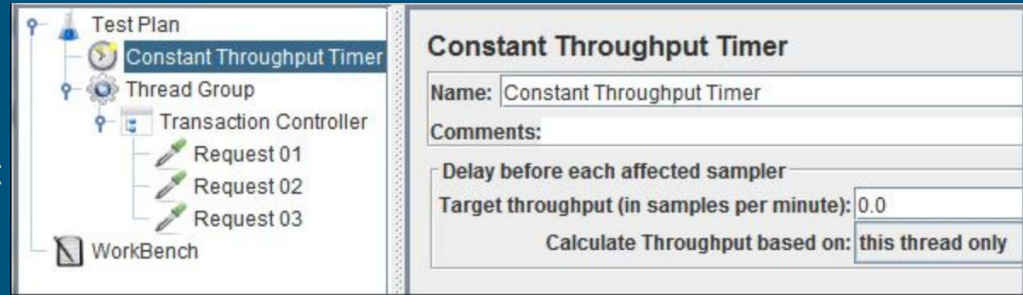 Test Plan
Constant Throughput Timer
Thread Group
Transaction Controller
Request 01
Request 02
Request 03
WorkBench
Constant Throughput Timer
Name: Constant Throughput Timer
Comments:
Delay before each affected sampler
Target throughput (in samples per minute): 0.0
Calculate Throughput based on: this thread only